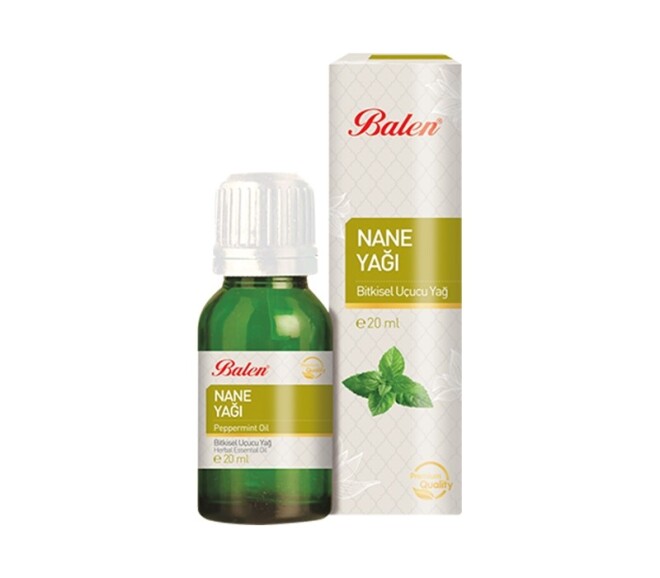 Balen®
NANE
YAĞI
Bitkisel Uçucu Yağ
℮20 ml
Premium
Quality
Balen®
NANE
YAĞI
Peppermint Oil
Bitkisel Uçucu Yağ
Herbal Essential Oil
℮20 ml